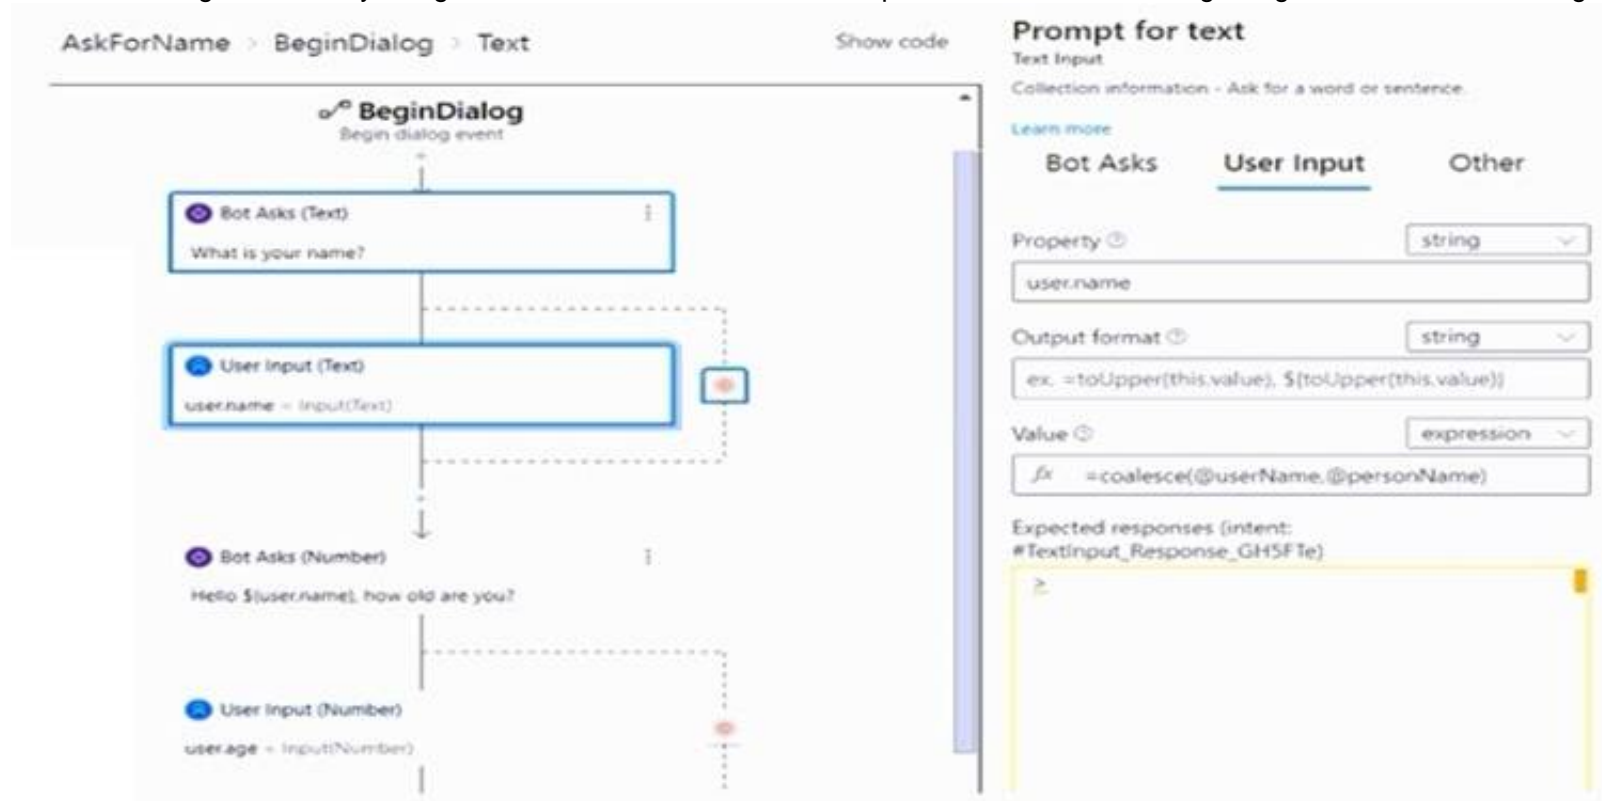 AskForName > BeginDialog > Text
Show code
BeginDialog
Begin dialog event
Bot Asks (Text)
What is your name?
User Input (Text)
user.name = Input(Text)
Bot Asks (Number)
Hello ${user.name}, how old are you?
User Input (Number)
user.age = Input(Number)
Prompt for text
Text Input
Collection information - Ask for a word or sentence.
Learn more
Bot Asks User Input Other
Property string
user.name
Output format string
ex. =toUpper(this.value), ${toUpper(this.value)}
Value expression
fx =coalesce(@userName,@personName)
Expected responses (intent:
#TextInput_Response_GH5FTe)
>